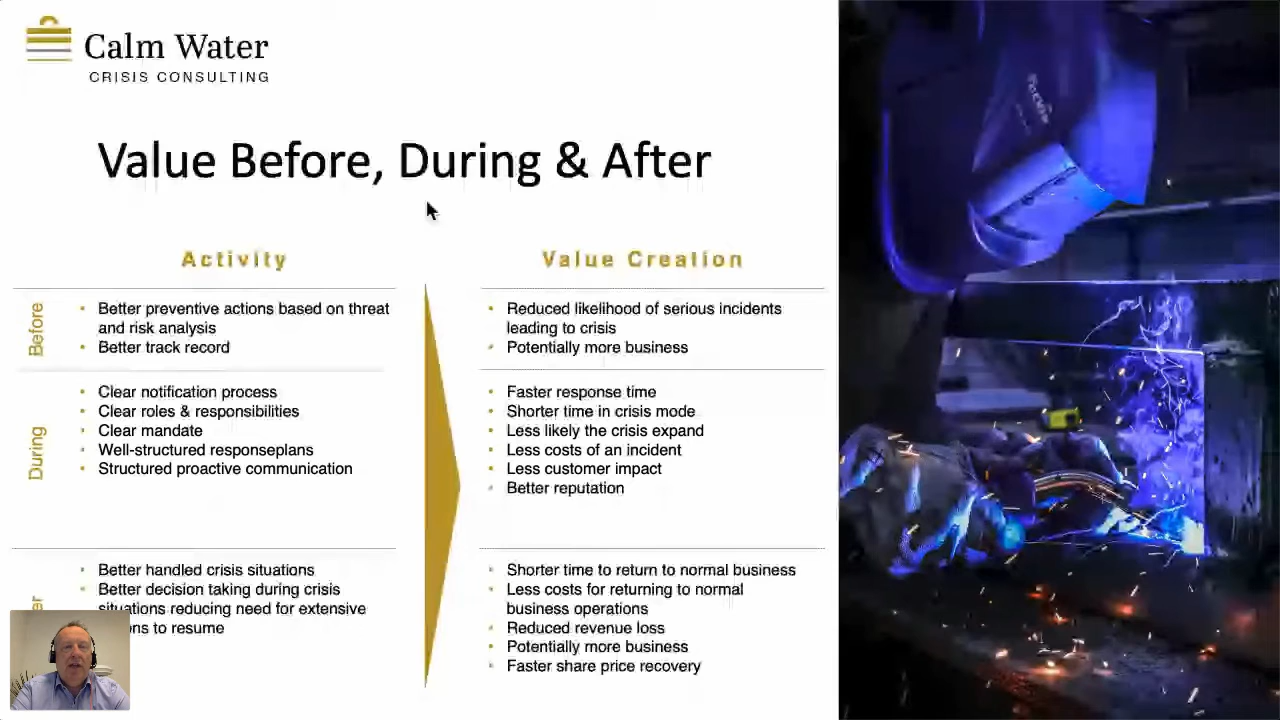 Calm Water
CRISIS CONSULTING
Value Before, During & After
Activity
Value Creation
Before
Better preventive actions based on threat
and risk analysis
Better track record
Reduced likelihood of serious incidents
leading to crisis
Potentially more business
During
Clear notification process
Clear roles & responsibilities
Clear mandate
Well-structured responseplans
Structured proactive communication
Faster response time
Shorter time in crisis mode
Less likely the crisis expand
Less costs of an incident
Less customer impact
Better reputation
Better handled crisis situations
Better decision taking during crisis
situations reducing need for extensive
to resume
Shorter time to return to normal business
Less costs for returning to normal
business operations
Reduced revenue loss
Potentially more business
Faster share price recovery